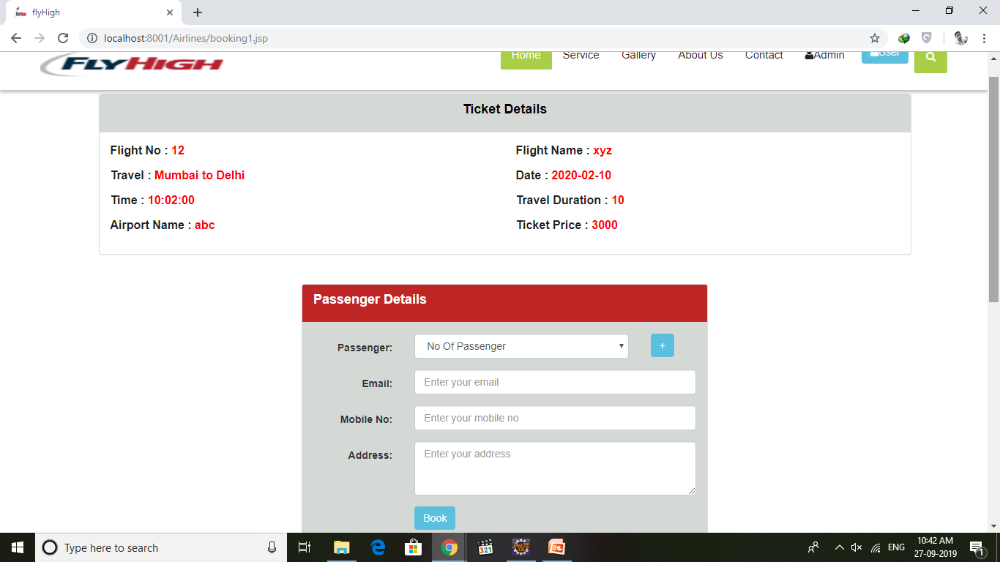 flyHigh
localhost:8001/Airlines/booking1.jsp
FLYHIGH
Home Service Gallery About Us Contact Admin User
Ticket Details
Flight No : 12 Flight Name : xyz
Travel : Mumbai to Delhi Date : 2020-02-10
Time : 10:02:00 Travel Duration : 10
Airport Name : abc Ticket Price : 3000
Passenger Details
Passenger: No Of Passenger +
Email: Enter your email
Mobile No: Enter your mobile no
Address: Enter your address
Book
Type here to search
ENG
10:42 AM
27-09-2019
1